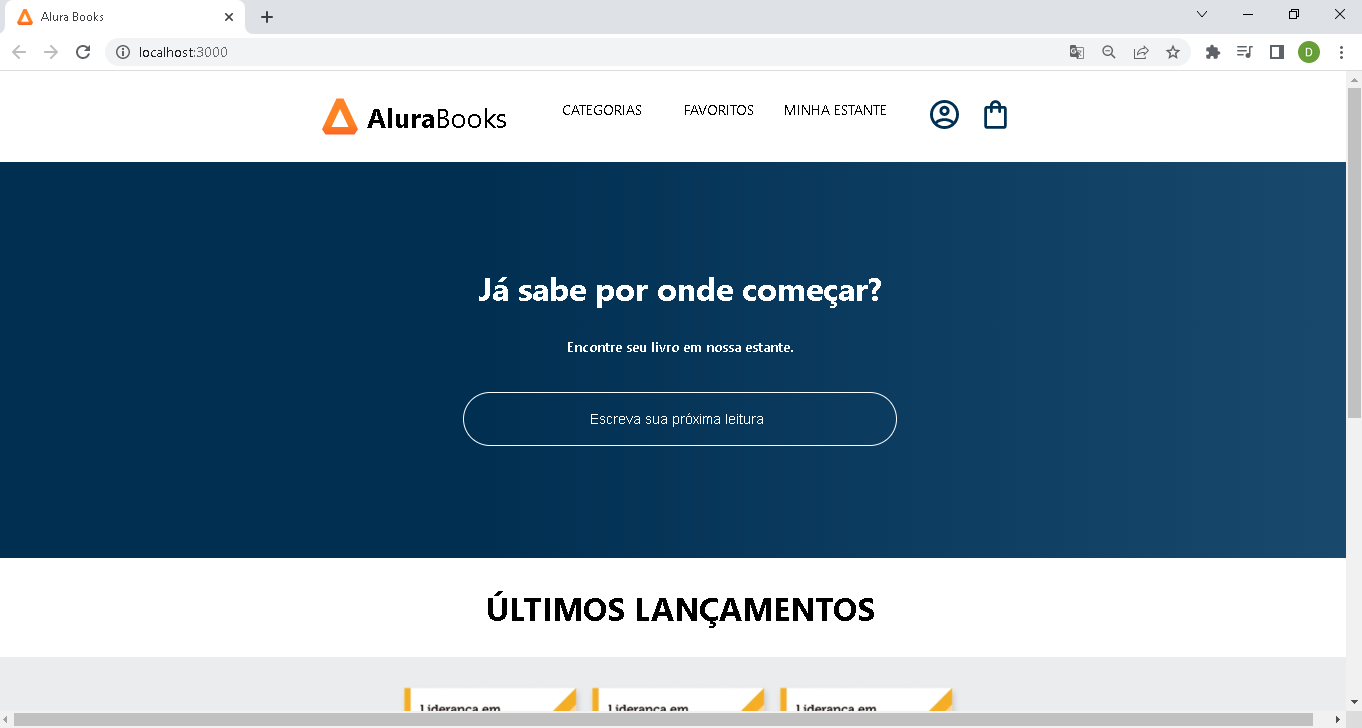 Alura Books
localhost:3000
D
AluraBooks
CATEGORIAS FAVORITOS MINHA ESTANTE
Já sabe por onde começar?
Encontre seu livro em nossa estante.
Escreva sua próxima leitura
ÚLTIMOS LANÇAMENTOS
Liderança em Liderança em Liderança em